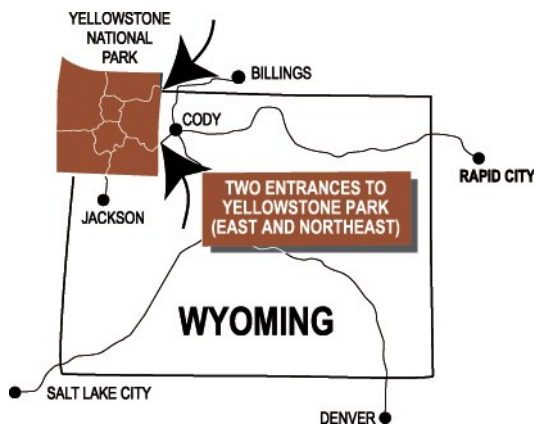 YELLOWSTONE
NATIONAL
PARK
BILLINGS
CODY
RAPID CITY
JACKSON
TWO ENTRANCES TO
YELLOWSTONE PARK
(EAST AND NORTHEAST)
WYOMING
SALT LAKE CITY
DENVER